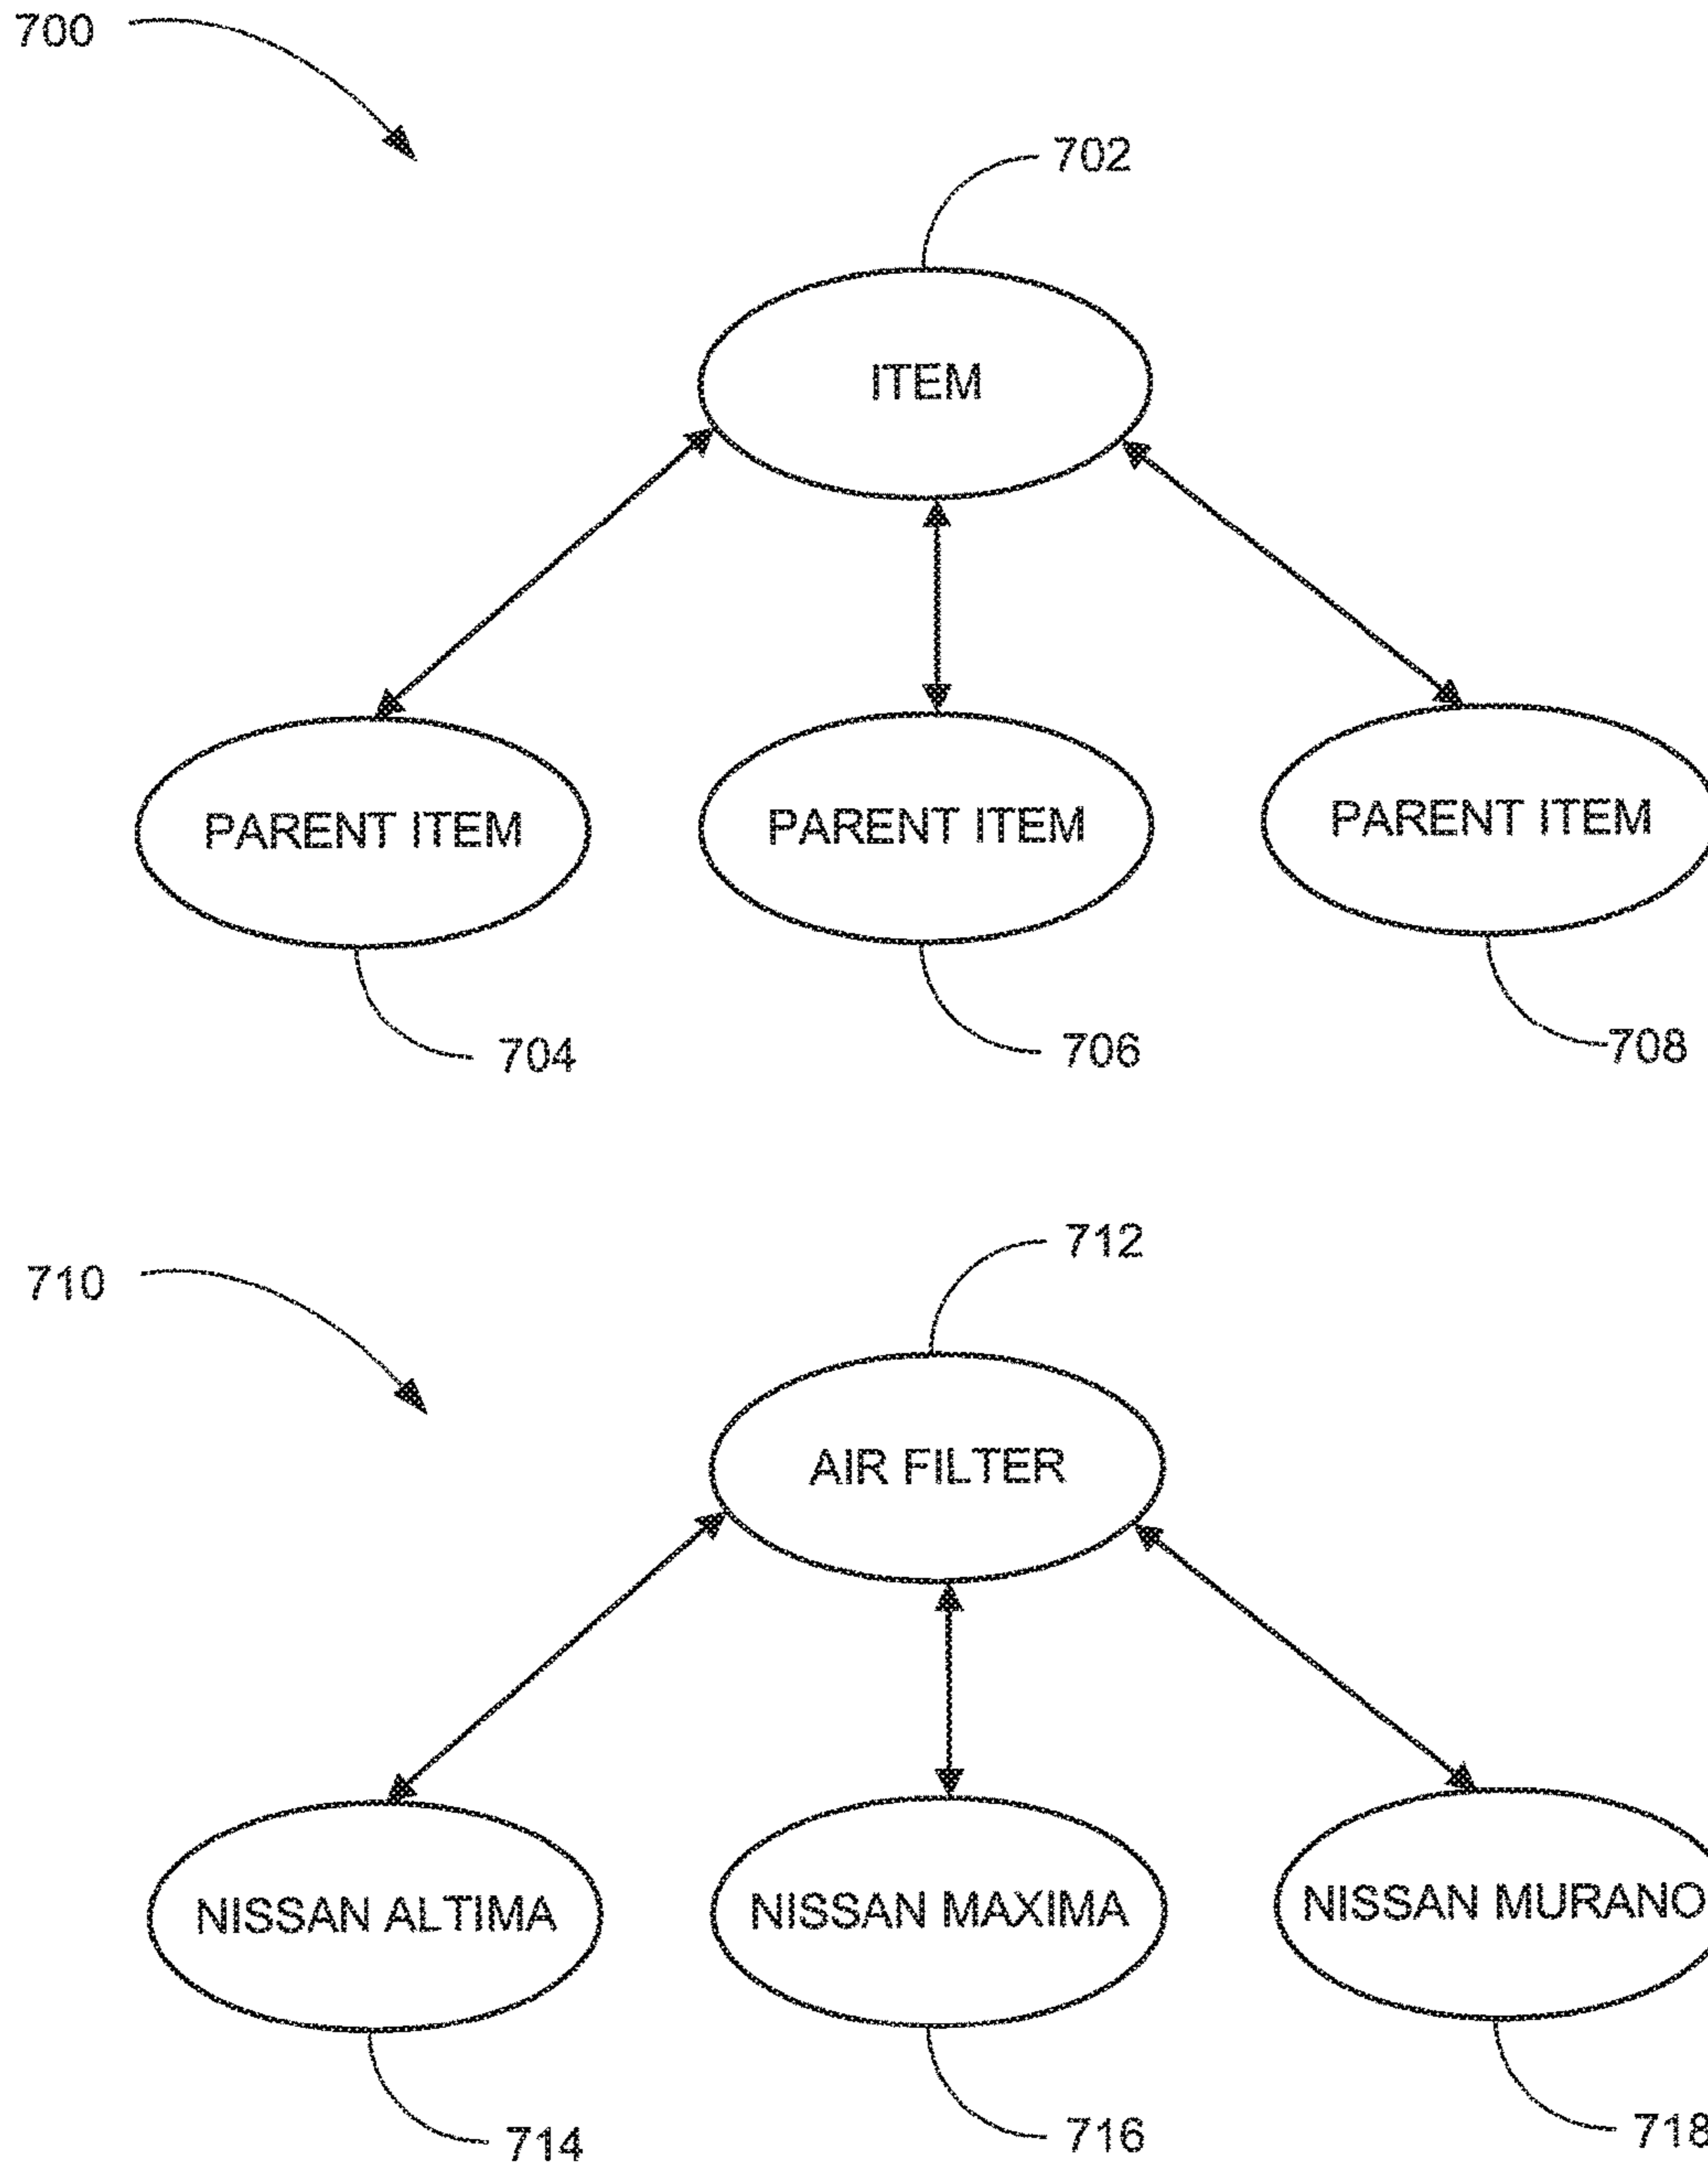 700
702
ITEM
PARENT ITEM
PARENT ITEM
PARENT ITEM
704
706
708
710
712
AIR FILTER
NISSAN ALTIMA
NISSAN MAXIMA
NISSAN MURANO
714
716
718